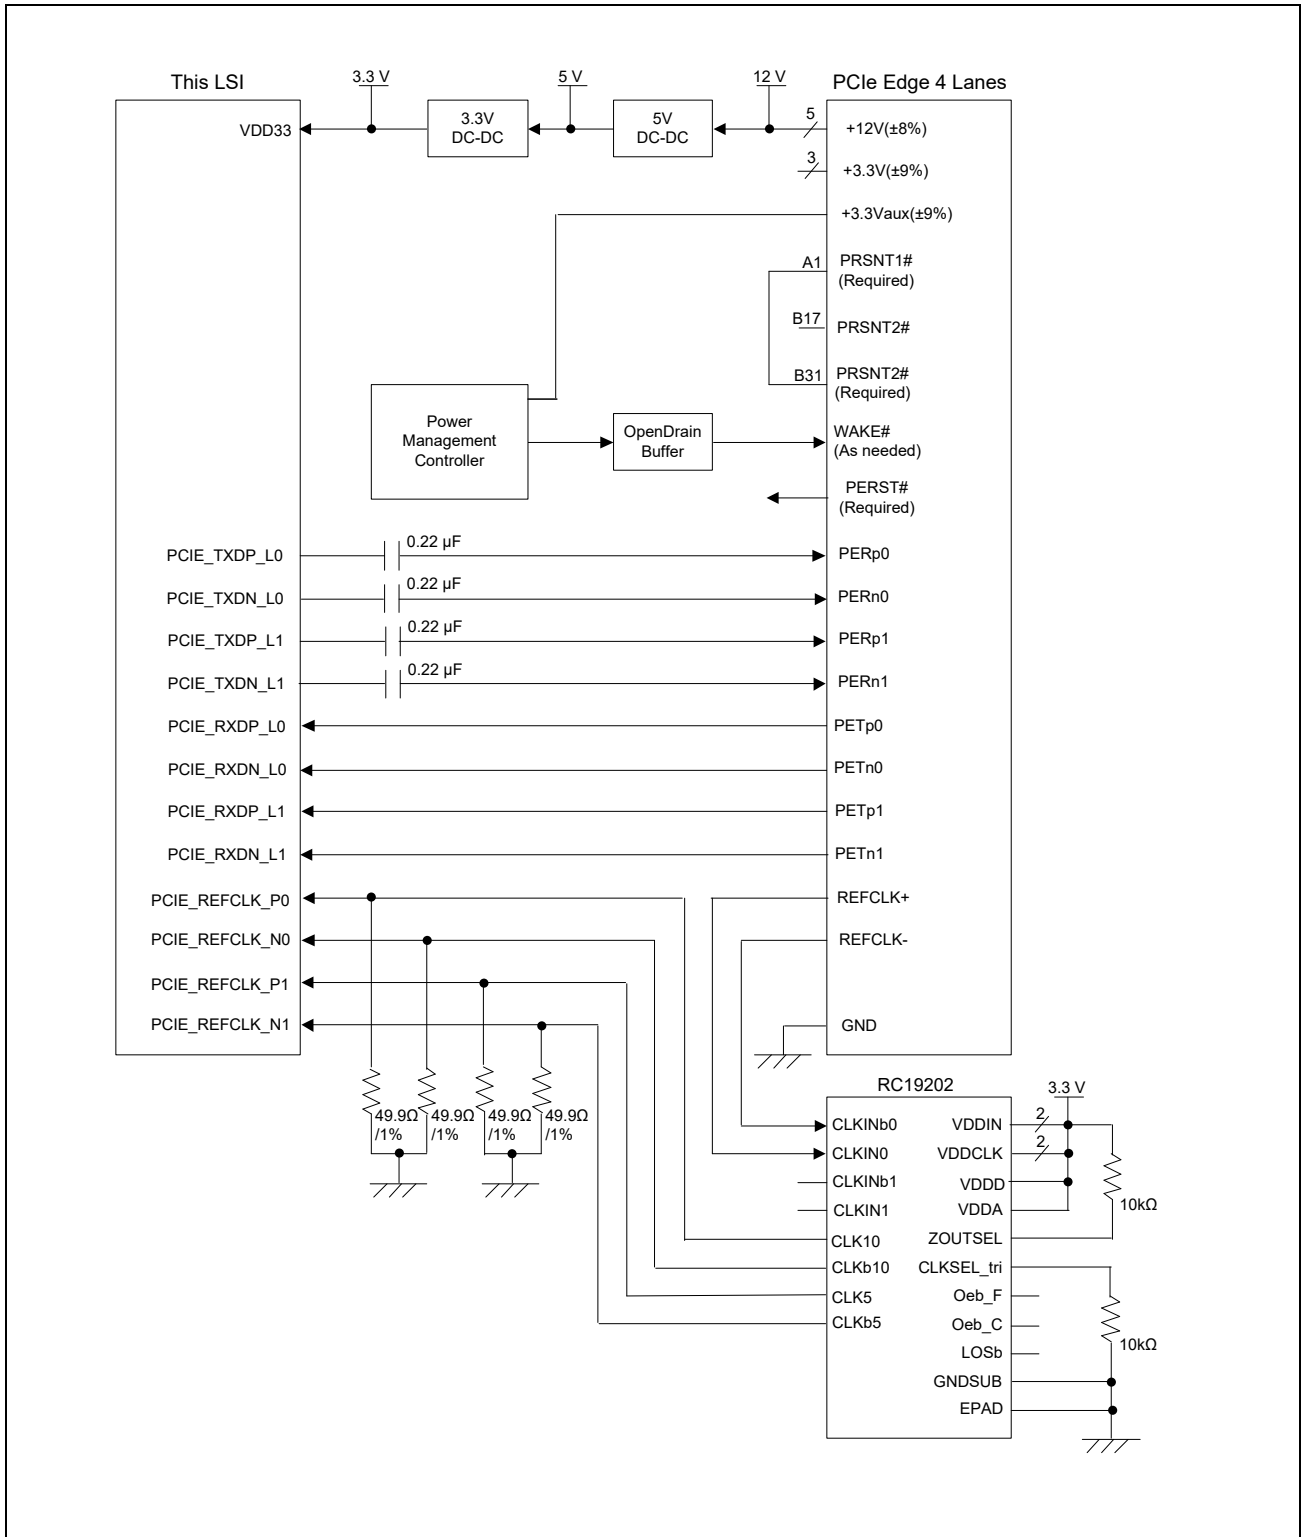 This LSI
3.3 V
5 V
12 V
PCIe Edge 4 Lanes
VDD33
3.3V
DC-DC
5V
DC-DC
5
+12V(±8%)
3
+3.3V(±9%)
+3.3Vaux(±9%)
A1
PRSNT1#
(Required)
B17
PRSNT2#
B31
PRSNT2#
(Required)
Power
Management
Controller
OpenDrain
Buffer
WAKE#
(As needed)
PERST#
(Required)
PCIE_TXDP_L0
0.22 µF
PERp0
PCIE_TXDN_L0
0.22 µF
PERn0
PCIE_TXDP_L1
0.22 µF
PERp1
PCIE_TXDN_L1
0.22 µF
PERn1
PCIE_RXDP_L0
PETp0
PCIE_RXDN_L0
PETn0
PCIE_RXDP_L1
PETp1
PCIE_RXDN_L1
PETn1
PCIE_REFCLK_P0
REFCLK+
PCIE_REFCLK_N0
REFCLK-
PCIE_REFCLK_P1
PCIE_REFCLK_N1
GND
49.9Ω
/1%
49.9Ω
/1%
49.9Ω
/1%
49.9Ω
/1%
RC19202
3.3 V
CLKINb0
VDDIN
2
CLKIN0
VDDCLK
2
CLKINb1
VDDD
CLKIN1
VDDA
10kΩ
CLK10
ZOUTSEL
CLKb10
CLKSEL_tri
CLK5
Oeb_F
CLKb5
Oeb_C
10kΩ
LOSb
GNDSUB
EPAD